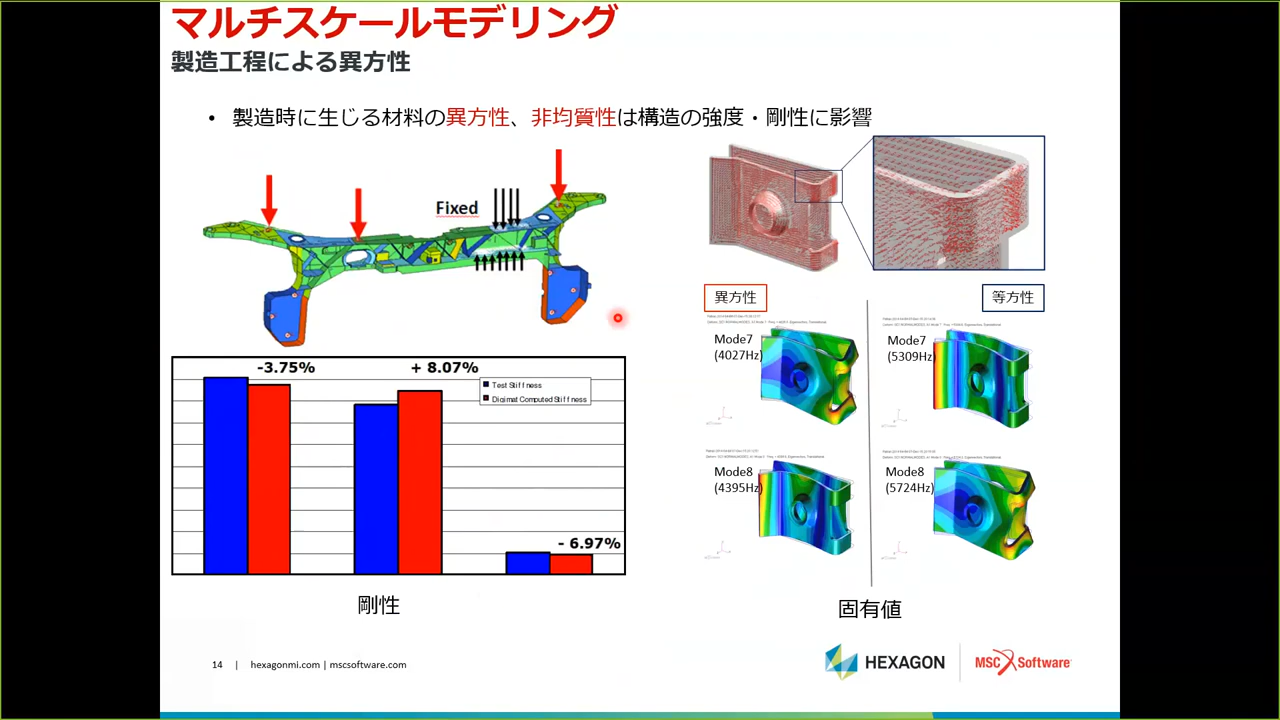 マルチスケールモデリング
製造工程による異方性
• 製造時に生じる材料の異方性、非均質性は構造の強度・剛性に影響
Fixed
-3.75%
+ 8.07%
Test Stiffness
Digimat Computed Stiffness
- 6.97%
剛性
異方性
等方性
Mode7
(4027Hz)
Mode7
(5309Hz)
Mode8
(4395Hz)
Mode8
(5724Hz)
固有値
14 | hexagonmi.com | mscsoftware.com
HEXAGON
MSC Software